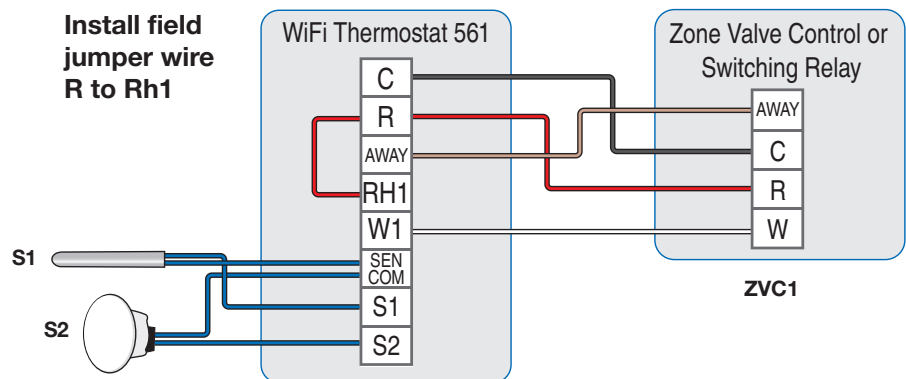 Install field
jumper wire
R to Rh1
WiFi Thermostat 561
C
R
AWAY
RH1
W1
SEN
COM
S1
S2
S1
S2
Zone Valve Control or
Switching Relay
AWAY
C
R
W
ZVC1